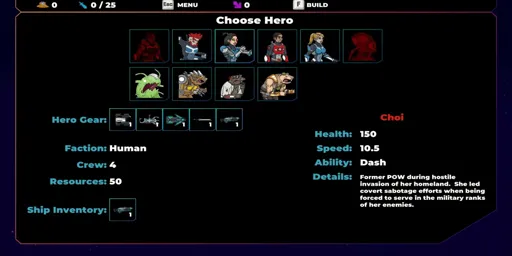 0 0 / 25 Esc MENU 0 F BUILD
Choose Hero
Hero Gear: 1 1 1 1 1
Faction: Human
Crew: 4
Resources: 50
Ship Inventory: 1
Choi
Health: 150
Speed: 10.5
Ability: Dash
Details: Former POW during hostile
invasion of her homeland. She led
covert sabotage efforts when being
forced to serve in the military ranks
of her enemies.